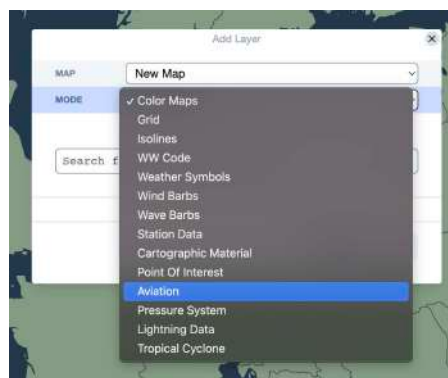 Add Layer
MAP
New Map
MODE
✓ Color Maps
Grid
Isolines
WW Code
Weather Symbols
Search f
Wind Barbs
Wave Barbs
Station Data
Cartographic Material
Point Of Interest
Aviation
Pressure System
Lightning Data
Tropical Cyclone